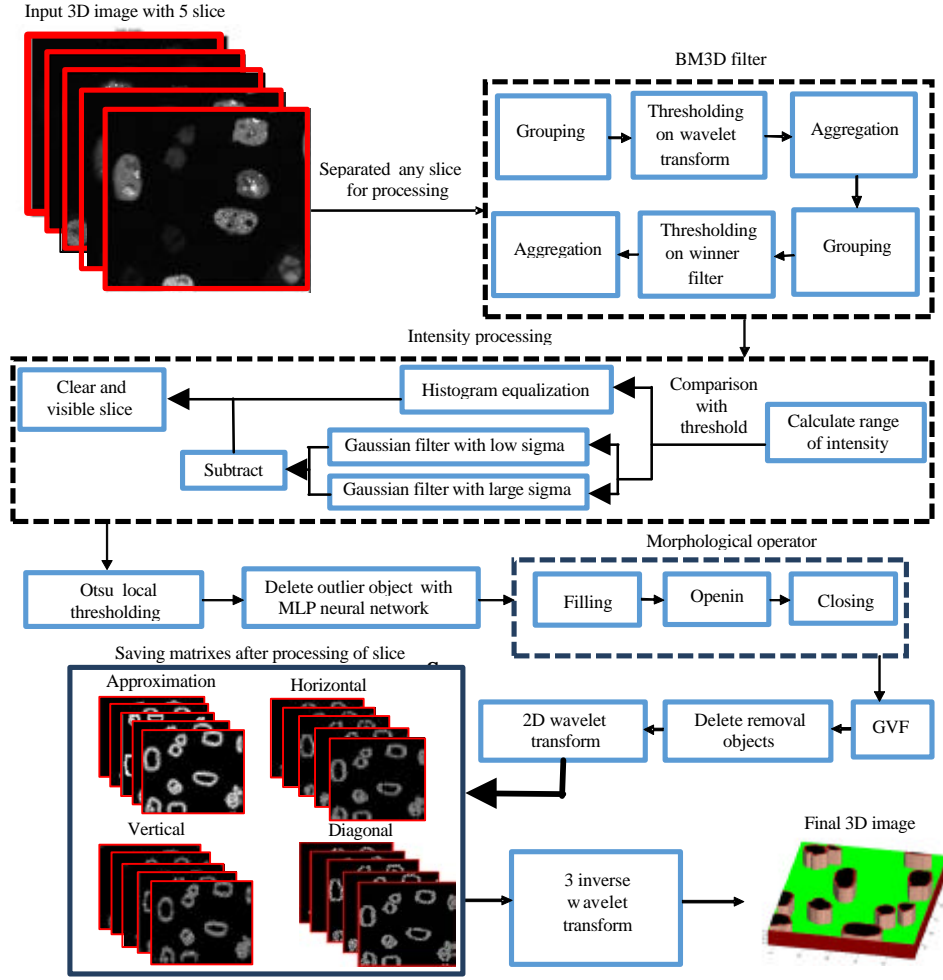 Input 3D image with 5 slice
BM3D filter
Grouping
Thresholding
on wavelet
transform
Aggregation
Separated any slice
for processing
Aggregation
Thresholding
on winner
filter
Grouping
Intensity processing
Clear and
visible slice
Histogram equalization
Comparison
with
threshold
Calculate range
of intensity
Gaussian filter with low sigma
Subtract
Gaussian filter with large sigma
Morphological operator
Otsu local
thresholding
Delete outlier object with
MLP neural network
Filling
Openin
Closing
Saving matrixes after processing of slice
Approximation
Horizontal
2D wavelet
transform
Delete removal
objects
GVF
Vertical
Diagonal
Final 3D image
3 inverse
wavelet
transform